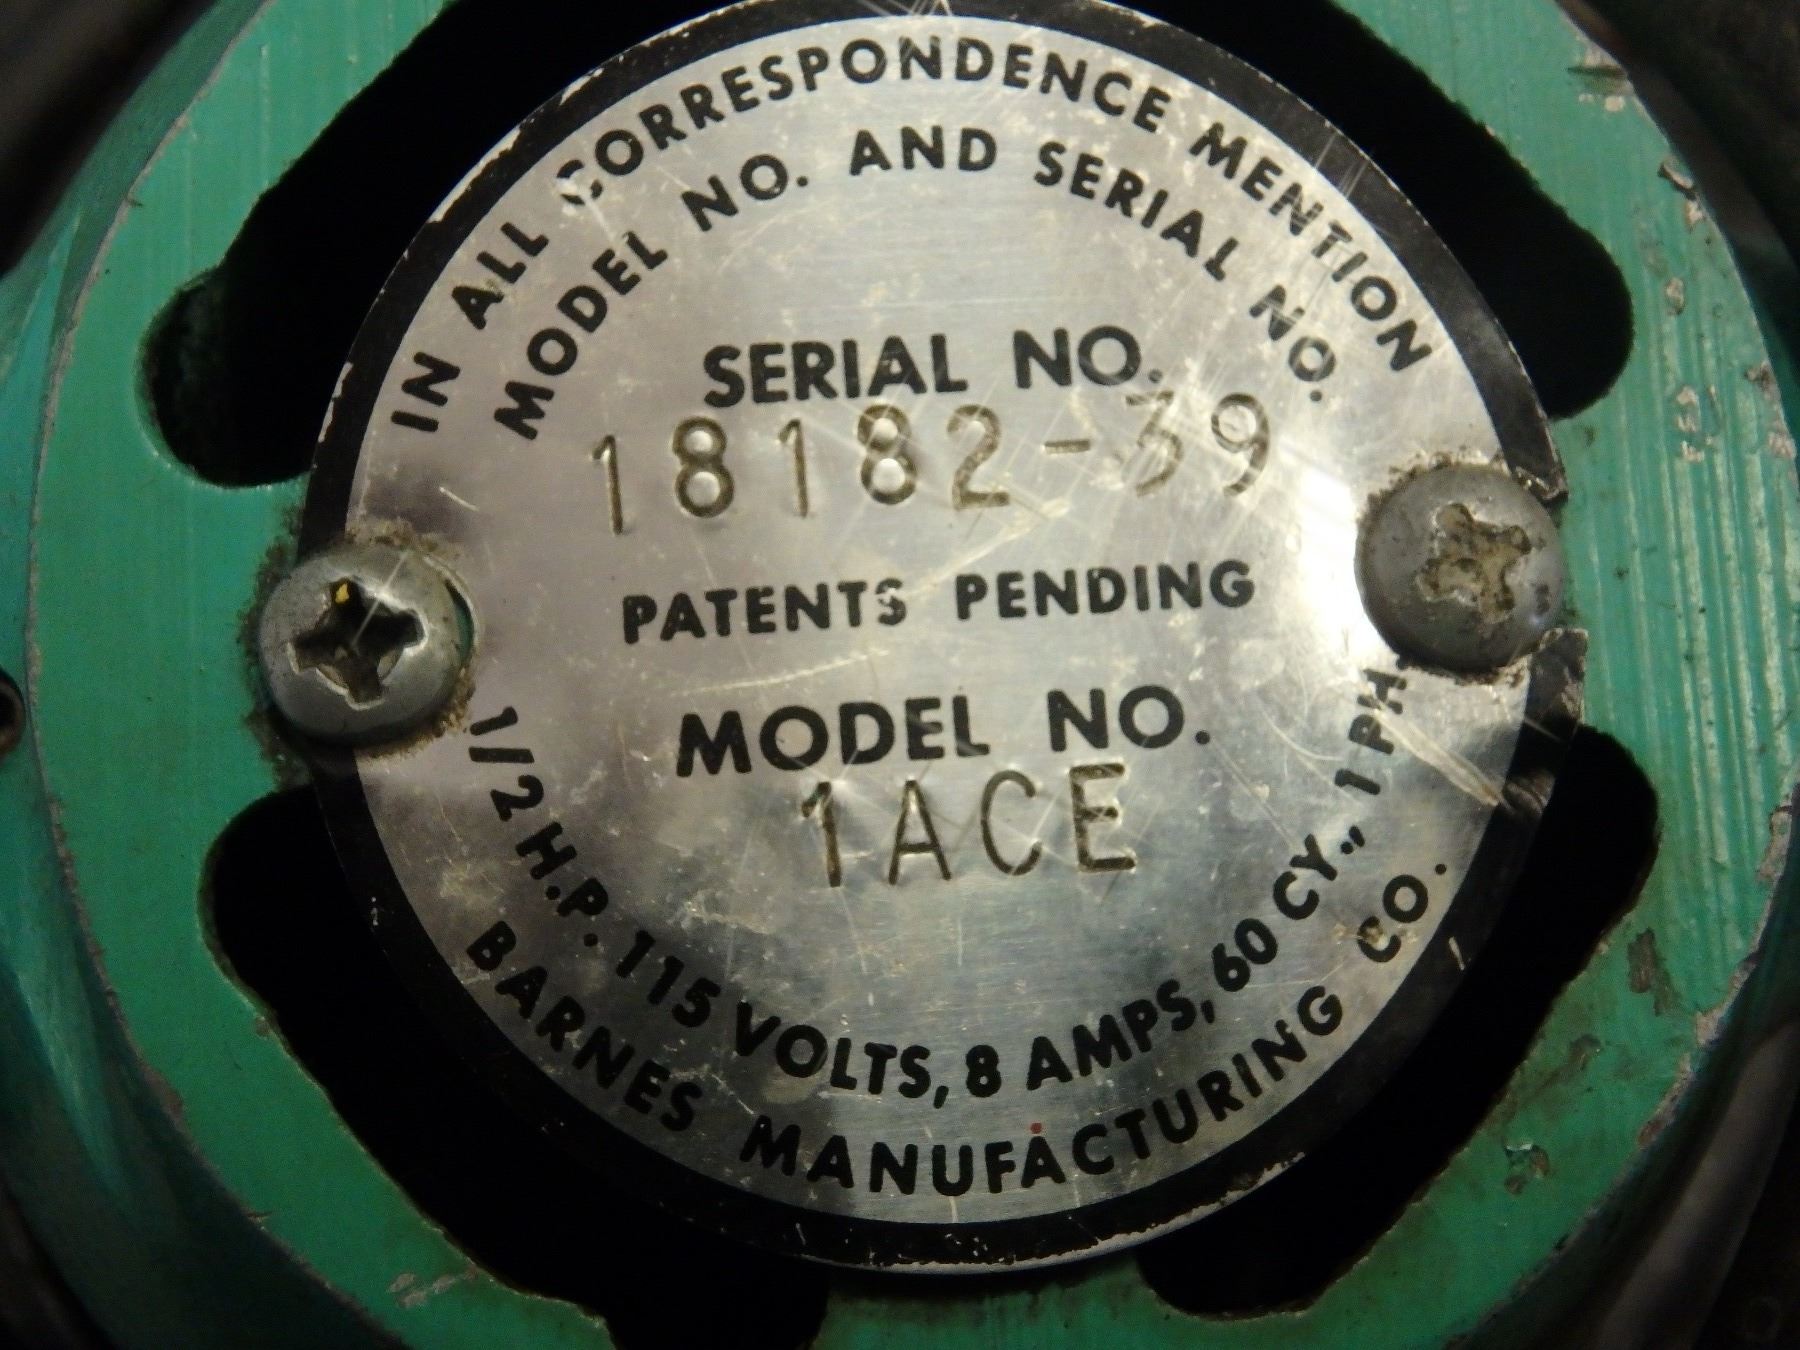 IN ALL CORRESPONDENCE MENTION
MODEL NO. AND SERIAL NO.
SERIAL NO.
18182-39
PATENTS PENDING
MODEL NO.
1ACE
1/2 H.P. 115 VOLTS, 8 AMPS, 60 CY., 1 PH.
BARNES MANUFACTURING CO.